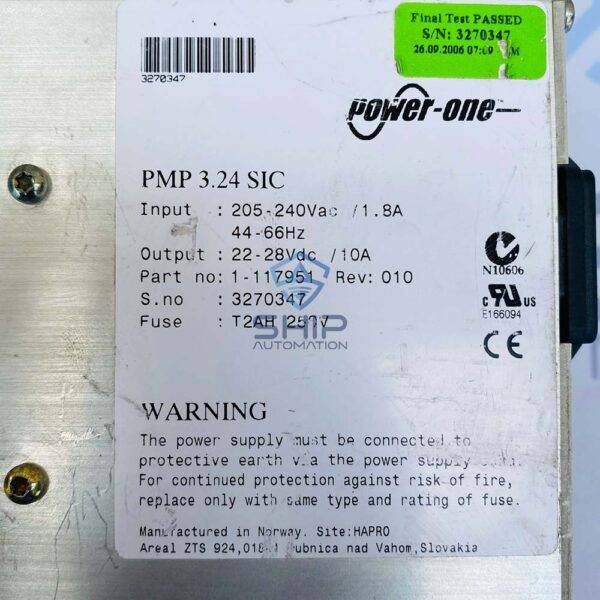 Final Test PASSED
S/N: 3270347
26.09.2006 07:09 M
3270347
power-one
PMP 3.24 SIC
Input : 205-240Vac /1.8A
44-66Hz
Output : 22-28Vdc /10A
Part no: 1-117951 Rev: 010
S.no : 3270347
Fuse : T2AH 250V
N10606
c RU US
E166094
CE
SHIP
AUTOMATION
WARNING
The power supply must be connected to
protective earth via the power supply
For continued protection against risk of fire,
replace only with same type and rating of fuse.
Manufactured in Norway. Site:HAPRO
Areal ZTS 924,018 Dubnica nad Vahom,Slovakia